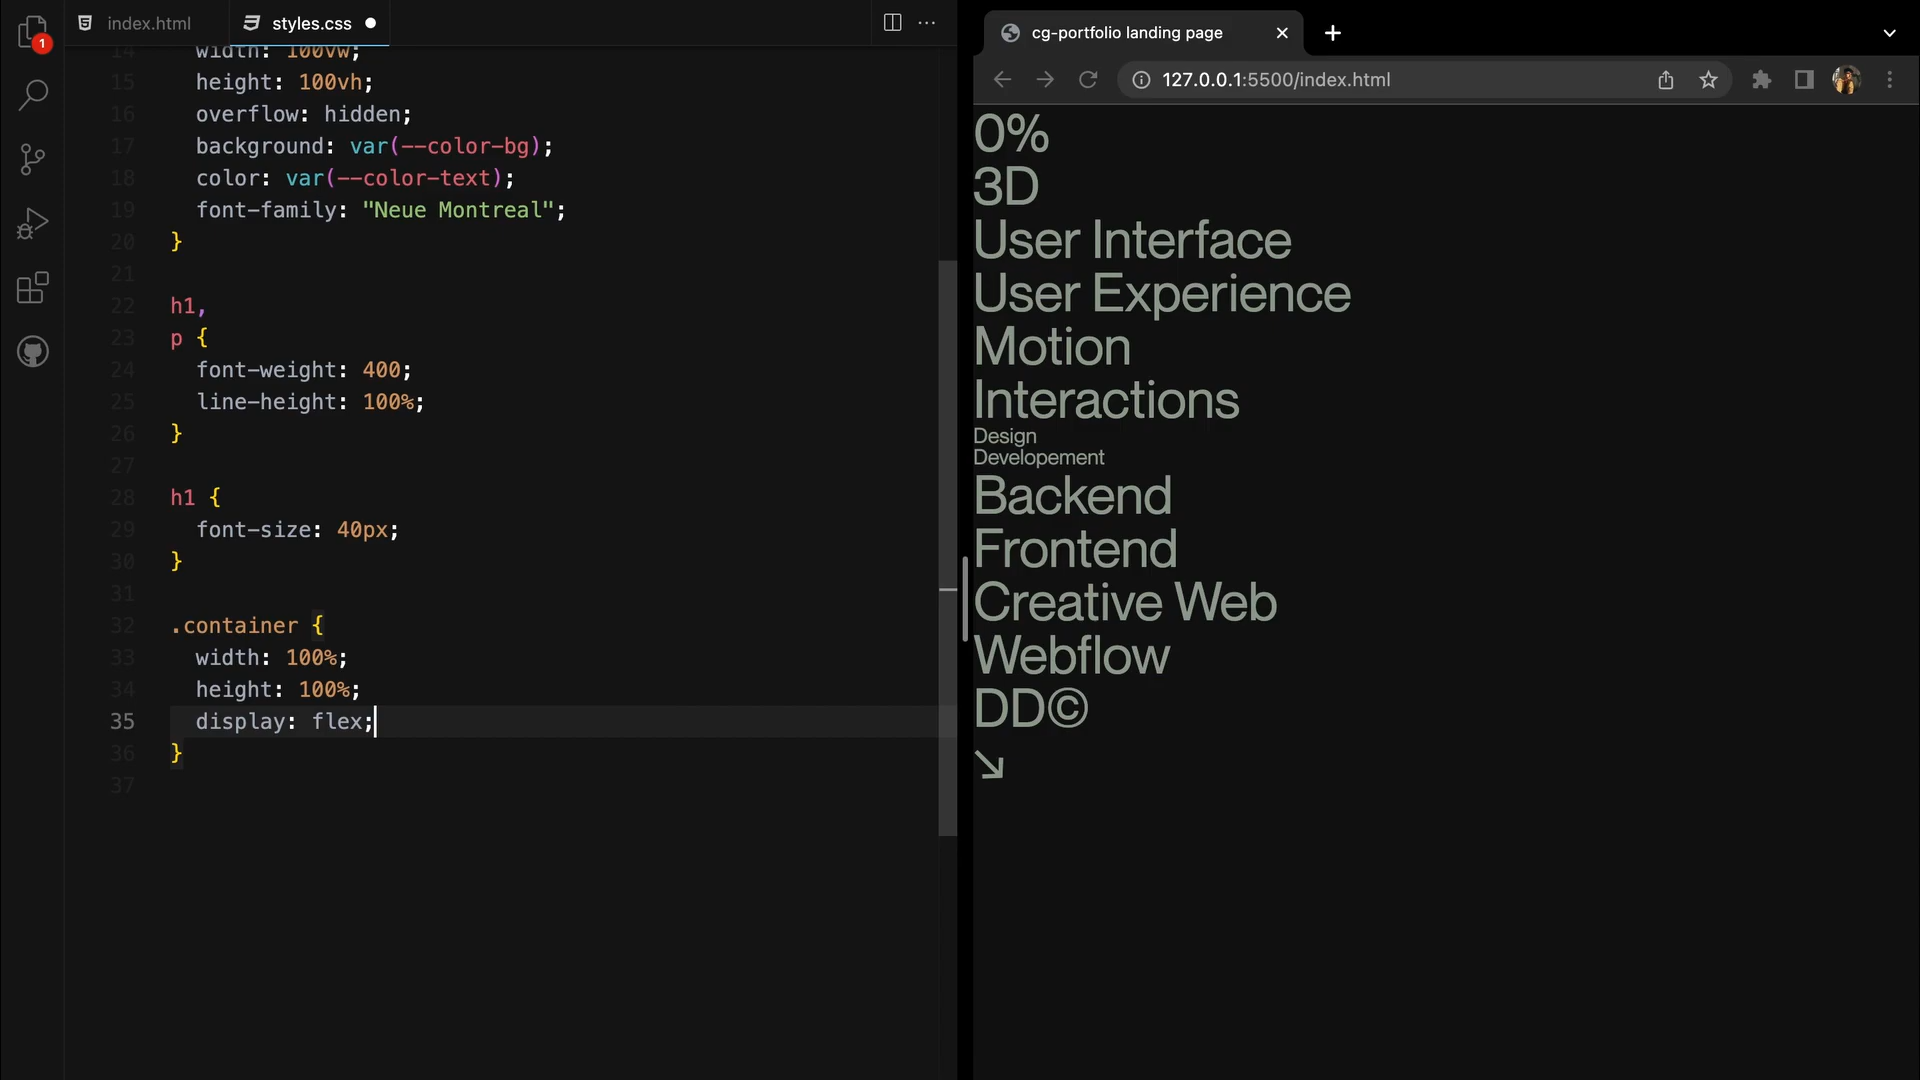 1
index.html
styles.css
14 width: 100vw;
15 height: 100vh;
16 overflow: hidden;
17 background: var(--color-bg);
18 color: var(--color-text);
19 font-family: "Neue Montreal";
20 }
21
22 h1,
23 p {
24 font-weight: 400;
25 line-height: 100%;
26 }
27
28 h1 {
29 font-size: 40px;
30 }
31
32 .container {
33 width: 100%;
34 height: 100%;
35 display: flex;
36 }
37
cg-portfolio landing page
127.0.0.1:5500/index.html
0%
3D
User Interface
User Experience
Motion
Interactions
Design
Developement
Backend
Frontend
Creative Web
Webflow
DD©
↘